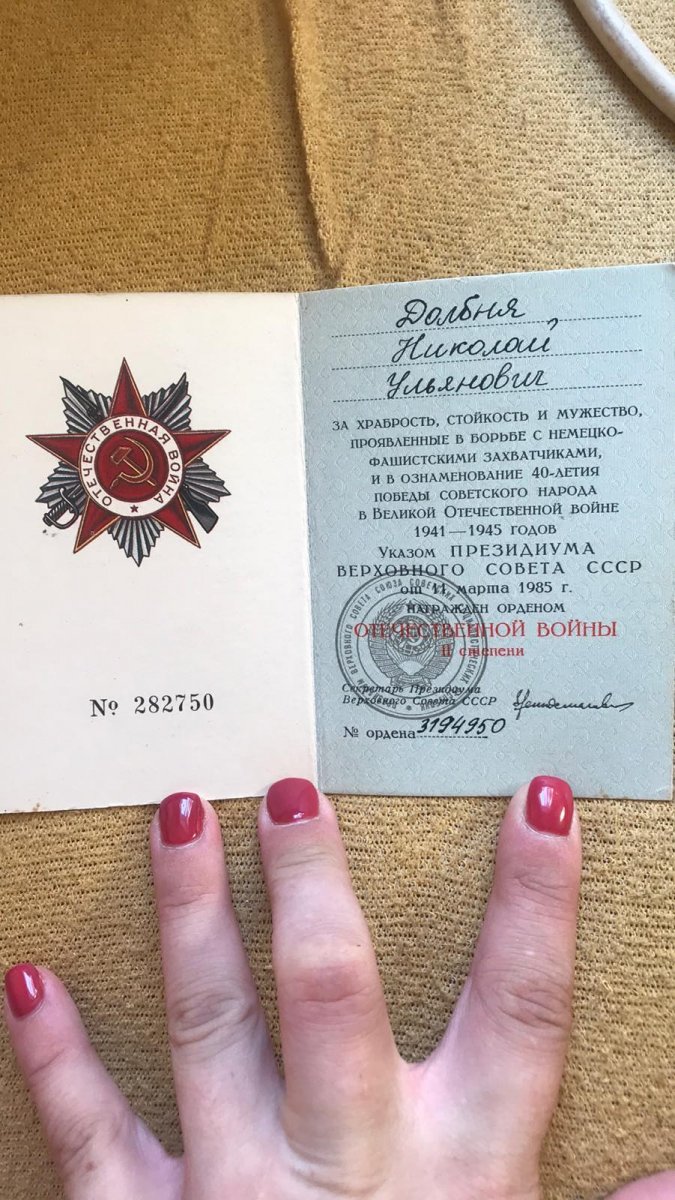 ОТЕЧЕСТВЕННАЯ ВОЙНА
№ 282750
Долбня
Николай
Ульянович
ЗА ХРАБРОСТЬ, СТОЙКОСТЬ И МУЖЕСТВО,
ПРОЯВЛЕННЫЕ В БОРЬБЕ С НЕМЕЦКО-
ФАШИСТСКИМИ ЗАХВАТЧИКАМИ,
И В ОЗНАМЕНОВАНИЕ 40-ЛЕТИЯ
ПОБЕДЫ СОВЕТСКОГО НАРОДА
В ВЕЛИКОЙ ОТЕЧЕСТВЕННОЙ ВОЙНЕ
1941—1945 ГОДОВ
УКАЗОМ ПРЕЗИДИУМА
ВЕРХОВНОГО СОВЕТА СССР
от 11 марта 1985 г.
НАГРАЖДЕН ОРДЕНОМ
ОТЕЧЕСТВЕННОЙ ВОЙНЫ
II степени
Секретарь Президиума
Верховного Совета СССР
№ ордена 3194950